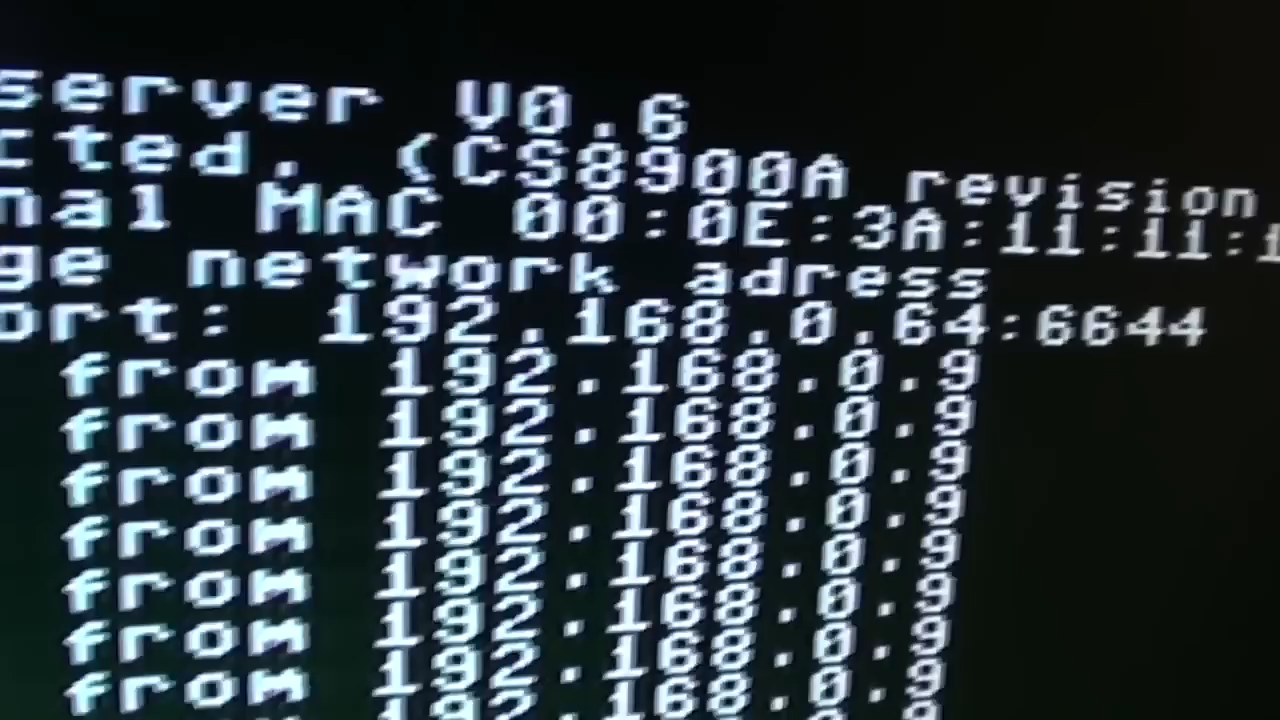 server V0.6
cted. (CS8900A revision
nal MAC 00:0E:3A:11:11:1
ge network adress
ort: 192.168.0.64:6644
from 192.168.0.9
from 192.168.0.9
from 192.168.0.9
from 192.168.0.9
from 192.168.0.9
from 192.168.0.9
from 192.168.0.9